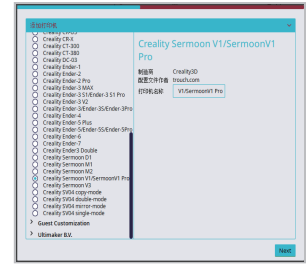 添加打印机
Creality CR-X
Creality CT-300
Creality CT-380
Creality DC-03
Creality Ender-1
Creality Ender-2
Creality Ender-2 Pro
Creality Ender-3 MAX
Creality Ender-3 S1/Ender-3 S1 Pro
Creality Ender-3 V2
Creality Ender-3/Ender-3S/Ender-3Pro
Creality Ender-4
Creality Ender-5 Plus
Creality Ender-5/Ender-5S/Ender-5Pro
Creality Ender-6
Creality Ender-7
Creality Ender3 Double
Creality Sermoon D1
Creality Sermoon M1
Creality Sermoon M2
Creality Sermoon V1/SermoonV1 Pro
Creality Sermoon V3
Creality SV04 copy-mode
Creality SV04 double-mode
Creality SV04 mirror-mode
Creality SV04 single-mode
Guest Customization
Ultimaker B.V.
Creality Sermoon V1/SermoonV1
Pro
制造商 Creality3D
配置文件作者 trouch.com
打印机名称 V1/SermoonV1 Pro
Next